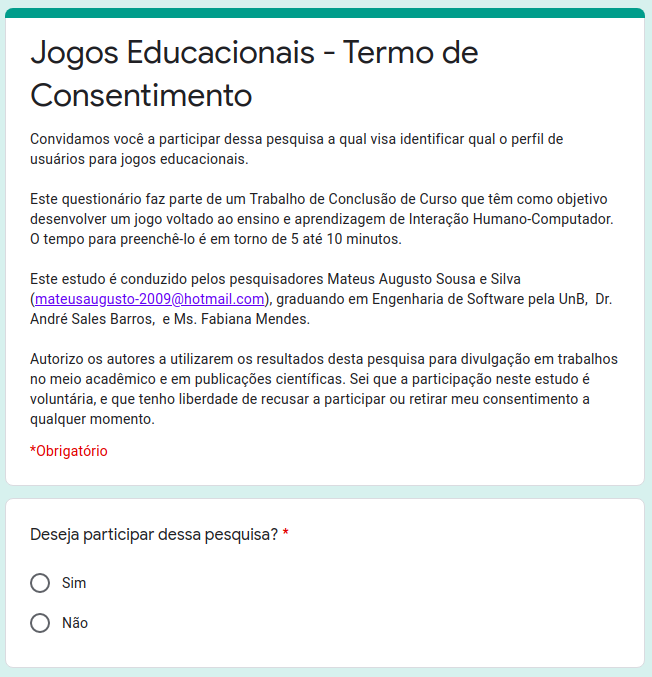 Jogos Educacionais - Termo de
Consentimento
Convidamos você a participar dessa pesquisa a qual visa identificar qual o perfil de
usuários para jogos educacionais.
Este questionário faz parte de um Trabalho de Conclusão de Curso que têm como objetivo
desenvolver um jogo voltado ao ensino e aprendizagem de Interação Humano-Computador.
O tempo para preenchê-lo é em torno de 5 até 10 minutos.
Este estudo é conduzido pelos pesquisadores Mateus Augusto Sousa e Silva
(mateusaugusto-2009@hotmail.com), graduando em Engenharia de Software pela UnB,  Dr.
André Sales Barros,  e Ms. Fabiana Mendes.
Autorizo os autores a utilizarem os resultados desta pesquisa para divulgação em trabalhos
no meio acadêmico e em publicações científicas. Sei que a participação neste estudo é
voluntária, e que tenho liberdade de recusar a participar ou retirar meu consentimento a
qualquer momento.
*Obrigatório
Deseja participar dessa pesquisa? *
Sim
Não